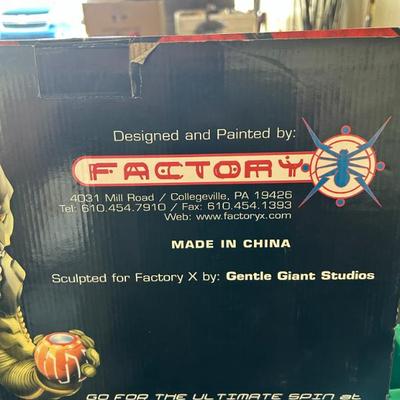 Designed and Painted by:
FACTORY
4031 Mill Road / Collegeville, PA 19426
Tel: 610.454.7910 / Fax: 610.454.1393
Web: www.factoryx.com
MADE IN CHINA
Sculpted for Factory X by: Gentle Giant Studios
GO FOR THE ULTIMATE SPIN at